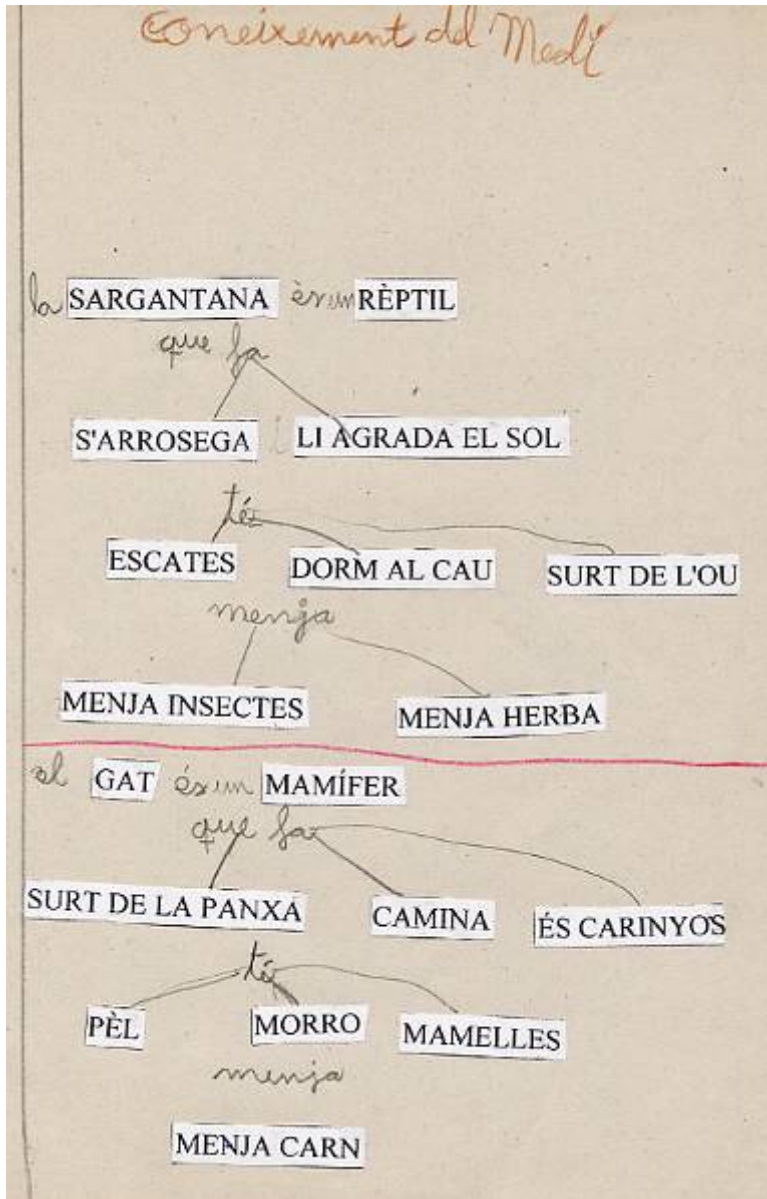 Coneixement del Medi
la SARGANTANA és un RÈPTIL
que fa
S'ARROSEGA i LI AGRADA EL SOL
té
ESCATES DORM AL CAU SURT DE L'OU
menja
MENJA INSECTES MENJA HERBA
el GAT és un MAMÍFER
que fa
SURT DE LA PANXA CAMINA ÉS CARINYOS
té
PÈL MORRO MAMELLES
menja
MENJA CARN